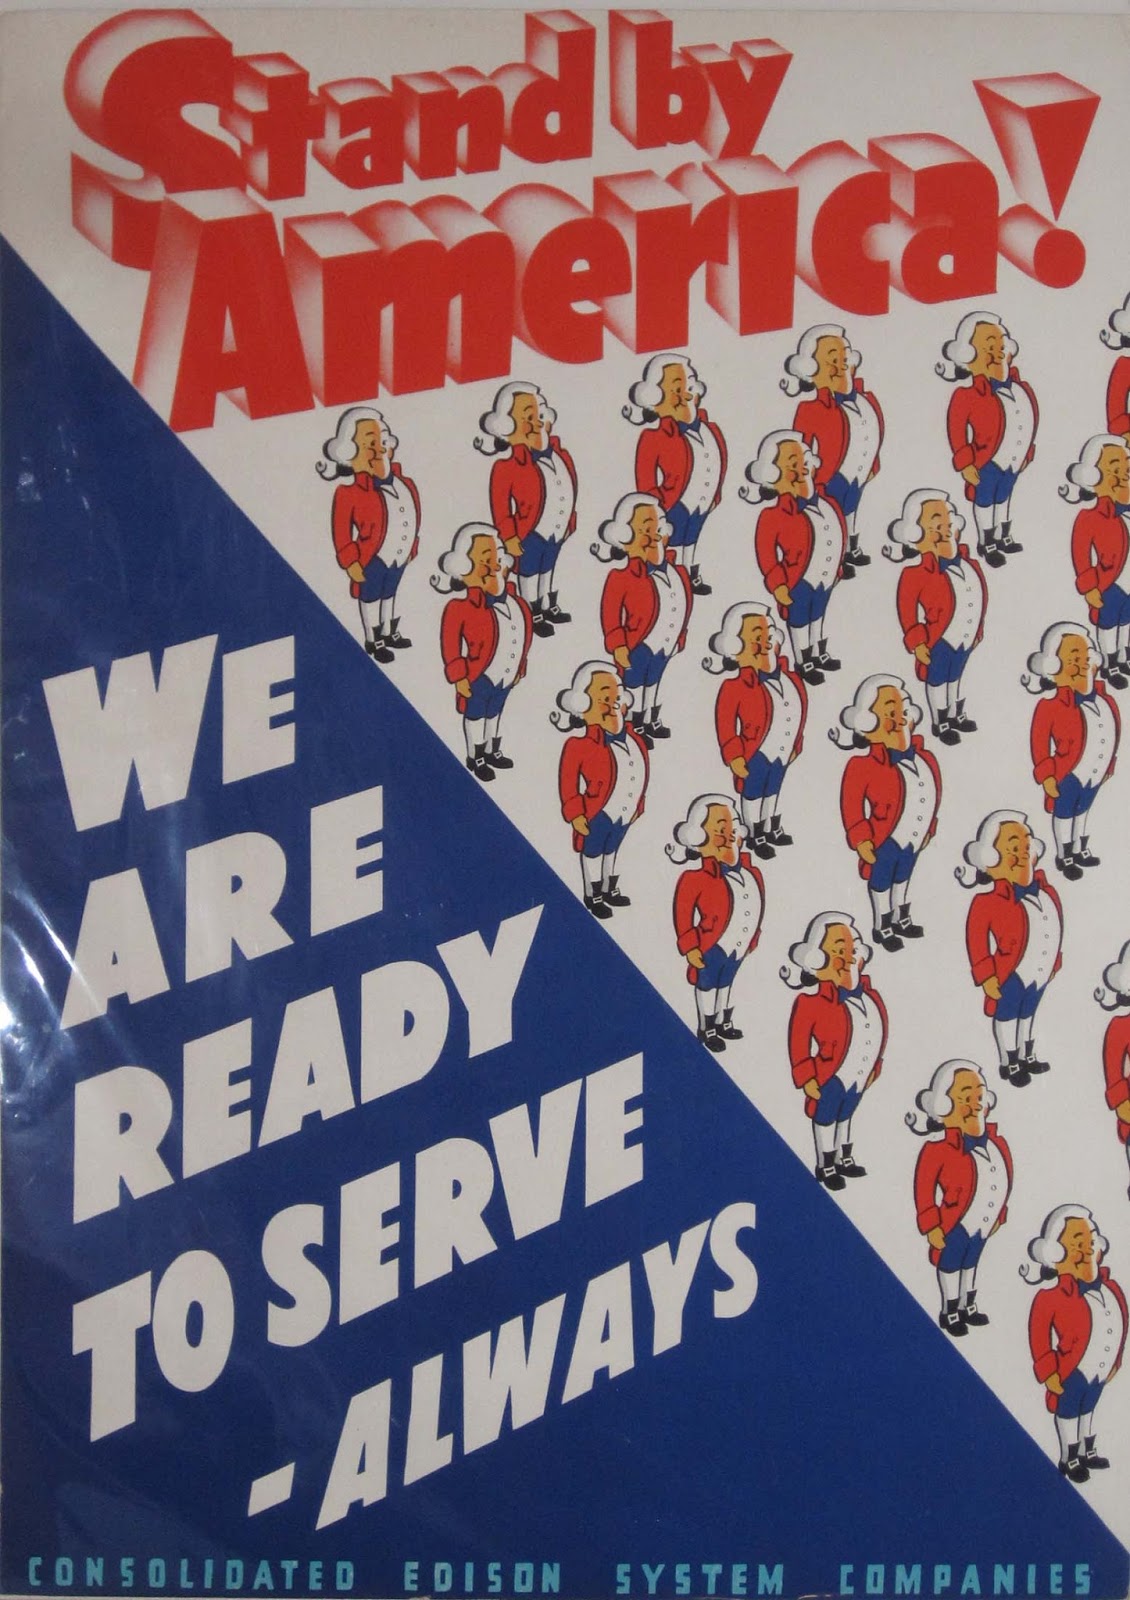 Stand by
America!
WE
ARE
READY
TO SERVE
-ALWAYS
CONSOLIDATED EDISON SYSTEM COMPANIES